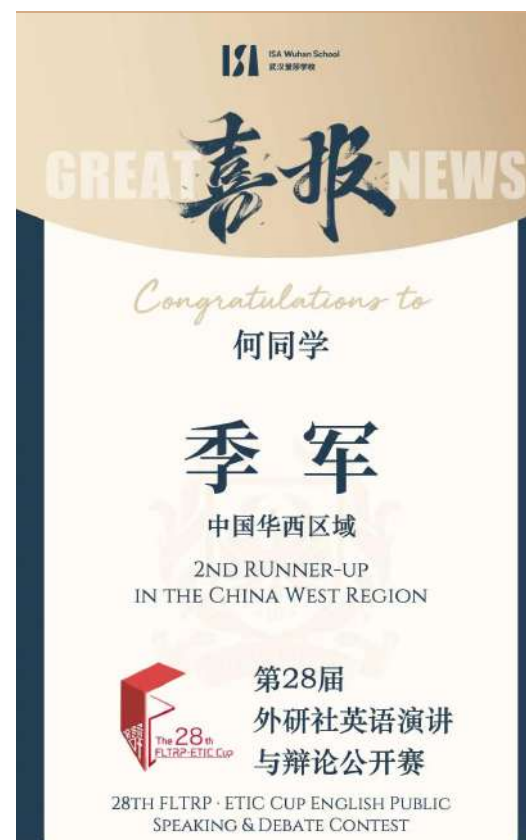 ISA
ISA Wuhan School
武汉爱莎学校
GREAT NEWS
喜报
Congratulations to
何同学
季军
中国华西区域
2ND RUNNER-UP
IN THE CHINA WEST REGION
第28届
外研社英语演讲
与辩论公开赛
The 28th
FLTRP·ETIC Cup
28TH FLTRP · ETIC CUP ENGLISH PUBLIC
SPEAKING & DEBATE CONTEST